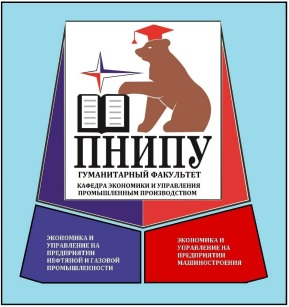 ПНИПУ
ГУМАНИТАРНЫЙ ФАКУЛЬТЕТ
КАФЕДРА ЭКОНОМИКИ И УПРАВЛЕНИЯ
ПРОМЫШЛЕННЫМ ПРОИЗВОДСТВОМ
ЭКОНОМИКА И
УПРАВЛЕНИЕ НА
ПРЕДПРИЯТИИ
НЕФТЯНОЙ И ГАЗОВОЙ
ПРОМЫШЛЕННОСТИ
ЭКОНОМИКА И
УПРАВЛЕНИЕ НА
ПРЕДПРИЯТИИ
МАШИНОСТРОЕНИЯ